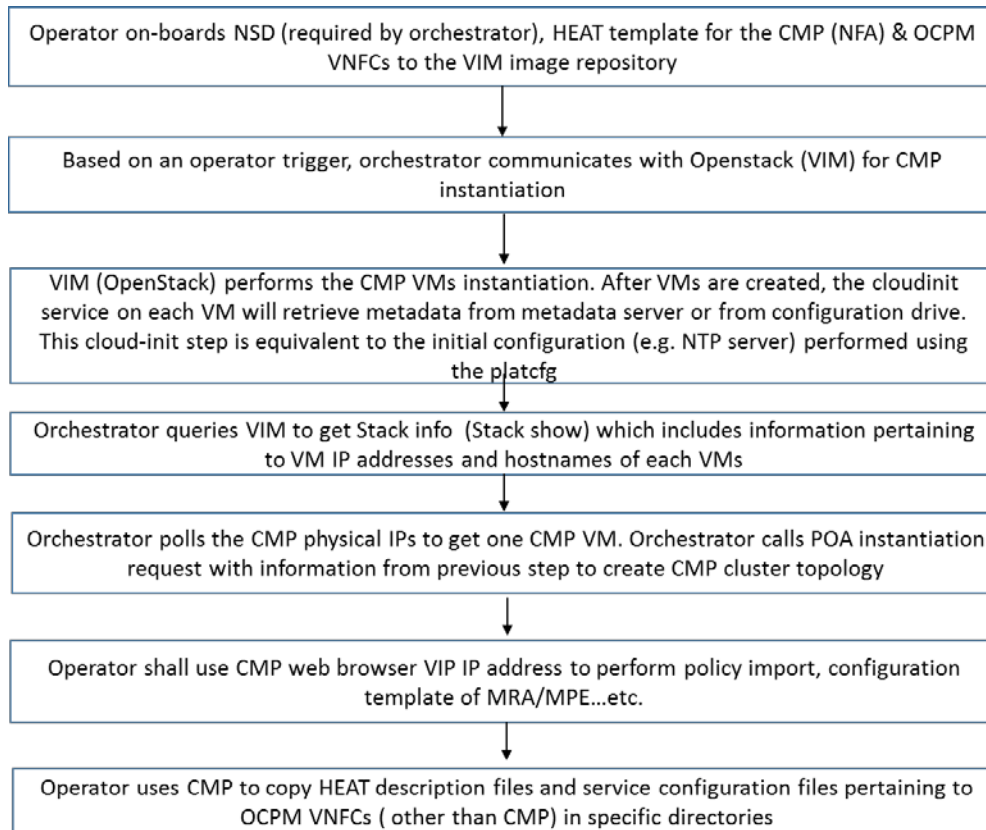 Operator on-boards NSD (required by orchestrator), HEAT template for the CMP (NFA) & OCPM
VNFCs to the VIM image repository
Based on an operator trigger, orchestrator communicates with Openstack (VIM) for CMP
instantiation
VIM (OpenStack) performs the CMP VMs instantiation. After VMs are created, the cloudinit
service on each VM will retrieve metadata from metadata server or from configuration drive.
This cloud-init step is equivalent to the initial configuration (e.g. NTP server) performed using
the platcfg
Orchestrator queries VIM to get Stack info (Stack show) which includes information pertaining
to VM IP addresses and hostnames of each VMs
Orchestrator polls the CMP physical IPs to get one CMP VM. Orchestrator calls POA instantiation
request with information from previous step to create CMP cluster topology
Operator shall use CMP web browser VIP IP address to perform policy import, configuration
template of MRA/MPE...etc.
Operator uses CMP to copy HEAT description files and service configuration files pertaining to
OCPM VNFCs ( other than CMP) in specific directories